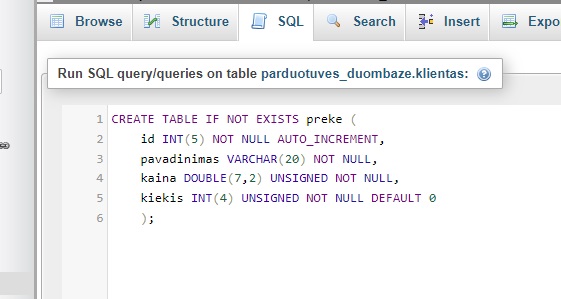 Browse Structure SQL Search Insert Expo
Run SQL query/queries on table parduotuves_duombaze.klientas:
1 CREATE TABLE IF NOT EXISTS preke (
2 id INT(5) NOT NULL AUTO_INCREMENT,
3 pavadinimas VARCHAR(20) NOT NULL,
4 kaina DOUBLE(7,2) UNSIGNED NOT NULL,
5 kiekis INT(4) UNSIGNED NOT NULL DEFAULT 0
6 );